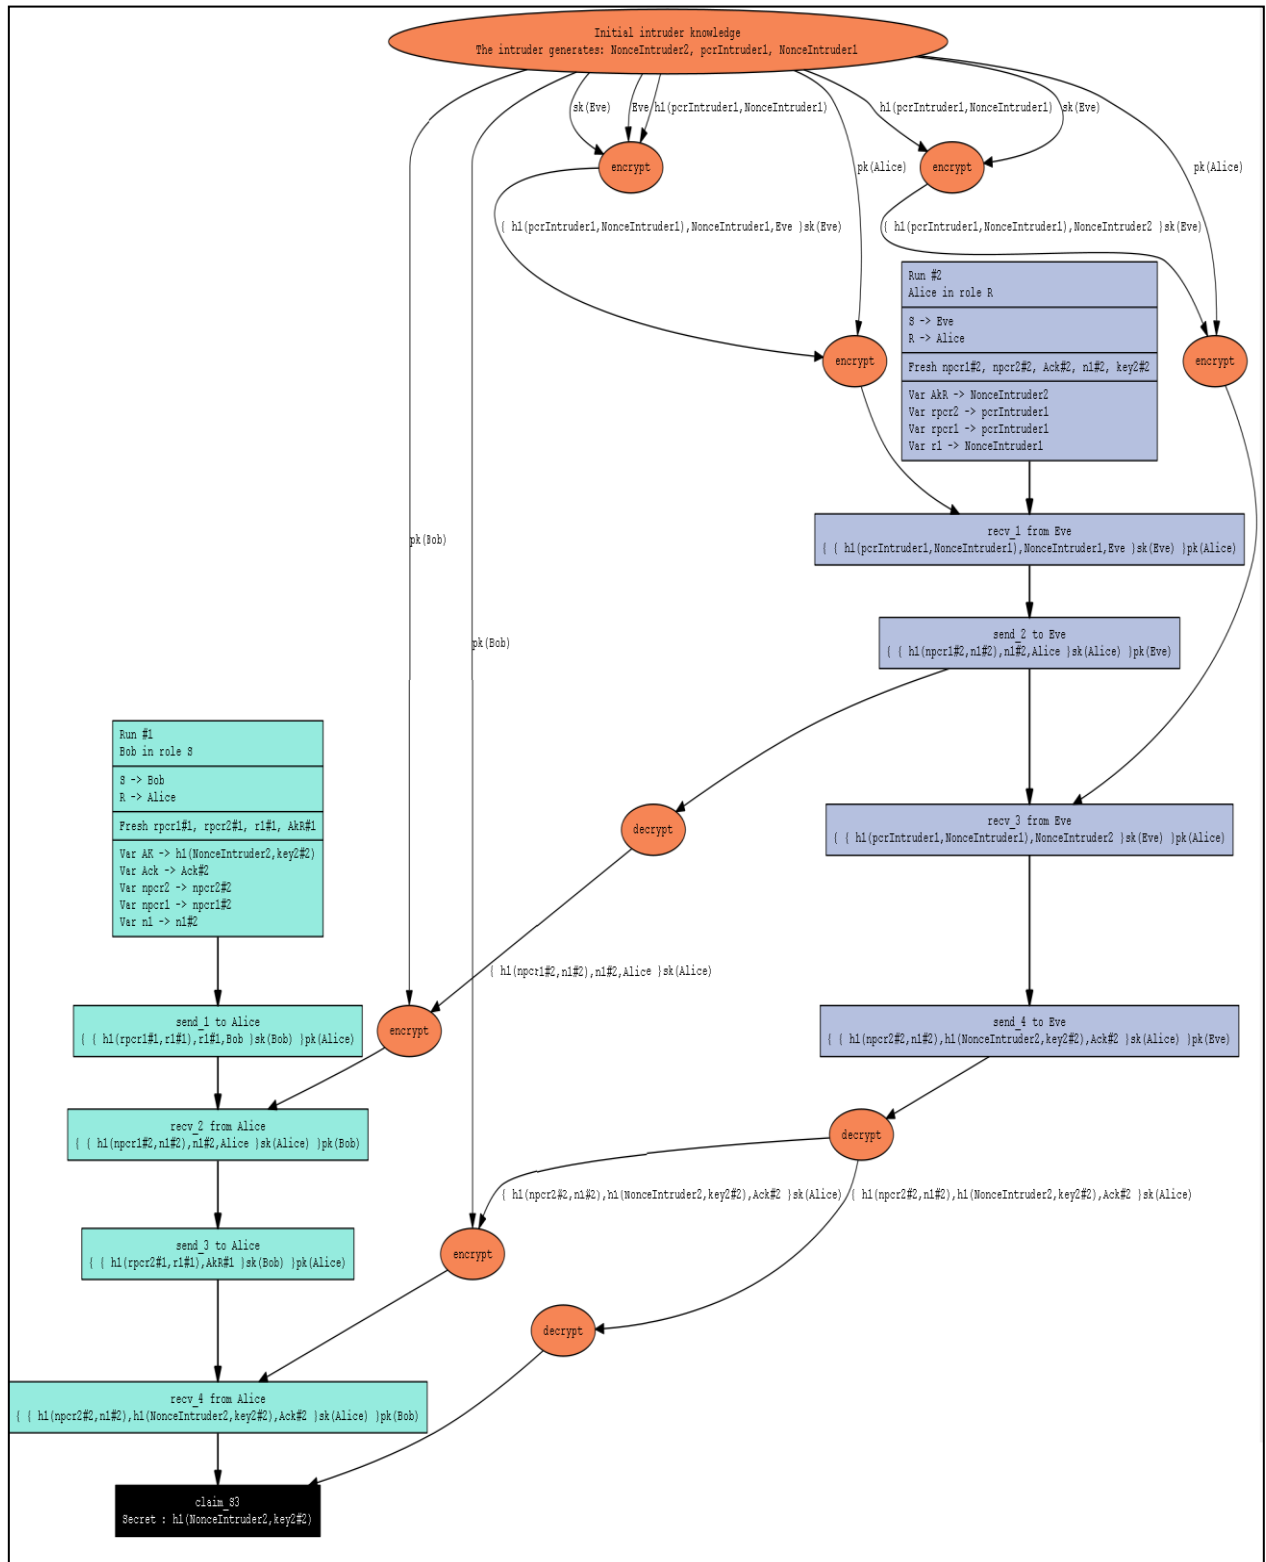 Initial intruder knowledge
The intruder generates: NonceIntruder2, pcrIntruder1, NonceIntruder1
sk(Eve)
Eve
h1(pcrIntruder1,NonceIntruder1)
h1(pcrIntruder1,NonceIntruder1)
sk(Eve)
encrypt
pk(Alice)
encrypt
pk(Alice)
{ h1(pcrIntruder1,NonceIntruder1),NonceIntruder1,Eve }sk(Eve)
{ h1(pcrIntruder1,NonceIntruder1),NonceIntruder2 }sk(Eve)
Run #2
Alice in role R
S -> Eve
R -> Alice
Fresh npcr1#2, npcr2#2, Ack#2, n1#2, key2#2
Var AkR -> NonceIntruder2
Var rpcr2 -> pcrIntruder1
Var rpcr1 -> pcrIntruder1
Var r1 -> NonceIntruder1
encrypt
encrypt
pk(Bob)
recv_1 from Eve
{ { h1(pcrIntruder1,NonceIntruder1),NonceIntruder1,Eve }sk(Eve) }pk(Alice)
pk(Bob)
send_2 to Eve
{ { h1(npcr1#2,n1#2),n1#2,Alice }sk(Alice) }pk(Eve)
Run #1
Bob in role S
S -> Bob
R -> Alice
Fresh rpcr1#1, rpcr2#1, r1#1, AkR#1
Var AK -> h1(NonceIntruder2,key2#2)
Var Ack -> Ack#2
Var npcr2 -> npcr2#2
Var npcr1 -> npcr1#2
Var n1 -> n1#2
decrypt
recv_3 from Eve
{ { h1(pcrIntruder1,NonceIntruder1),NonceIntruder2 }sk(Eve) }pk(Alice)
{ h1(npcr1#2,n1#2),n1#2,Alice }sk(Alice)
send_1 to Alice
{ { h1(rpcr1#1,r1#1),r1#1,Bob }sk(Bob) }pk(Alice)
encrypt
send_4 to Eve
{ { h1(npcr2#2,n1#2),h1(NonceIntruder2,key2#2),Ack#2 }sk(Alice) }pk(Eve)
recv_2 from Alice
{ { h1(npcr1#2,n1#2),n1#2,Alice }sk(Alice) }pk(Bob)
decrypt
{ h1(npcr2#2,n1#2),h1(NonceIntruder2,key2#2),Ack#2 }sk(Alice)
{ h1(npcr2#2,n1#2),h1(NonceIntruder2,key2#2),Ack#2 }sk(Alice)
send_3 to Alice
{ { h1(rpcr2#1,r1#1),AkR#1 }sk(Bob) }pk(Alice)
encrypt
decrypt
recv_4 from Alice
{ { h1(npcr2#2,n1#2),h1(NonceIntruder2,key2#2),Ack#2 }sk(Alice) }pk(Bob)
claim_S3
Secret : h1(NonceIntruder2,key2#2)